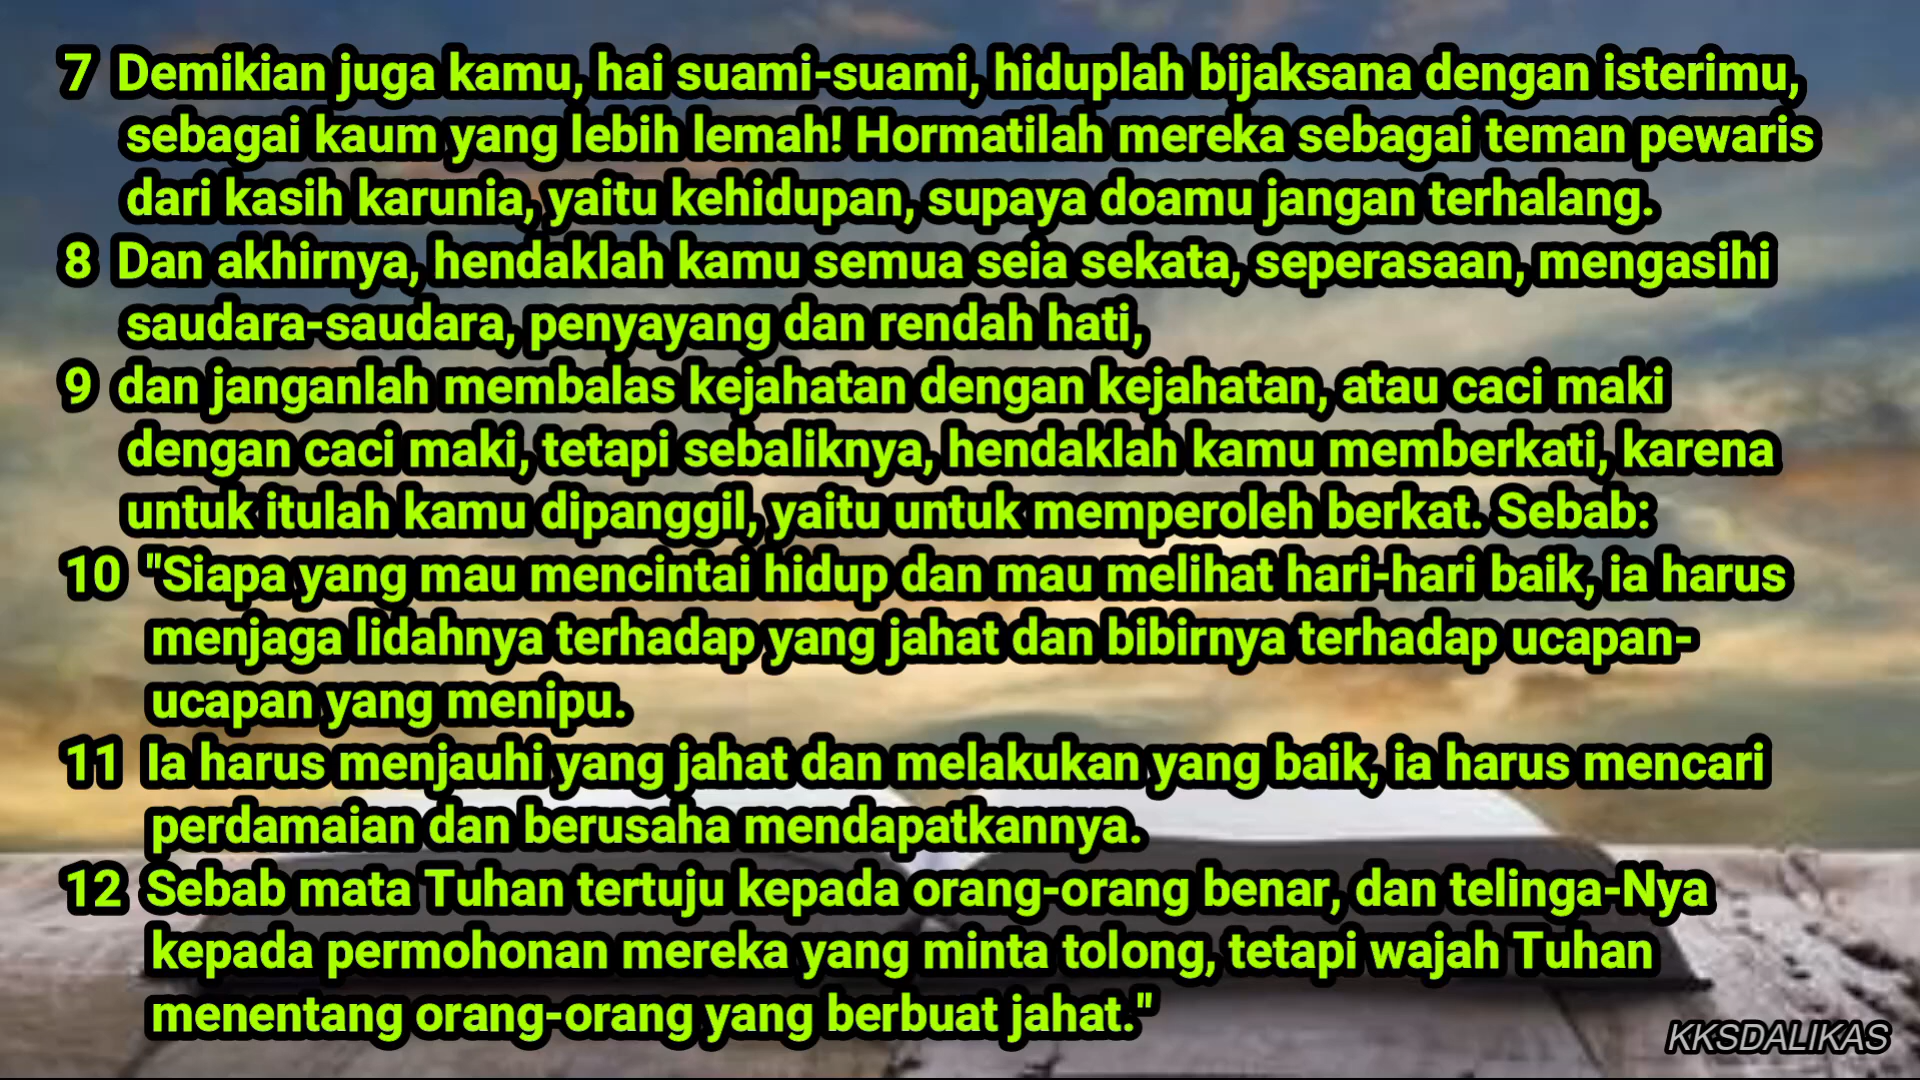 7 Demikian juga kamu, hai suami-suami, hiduplah bijaksana dengan isterimu,
sebagai kaum yang lebih lemah! Hormatilah mereka sebagai teman pewaris
dari kasih karunia, yaitu kehidupan, supaya doamu jangan terhalang.
8 Dan akhirnya, hendaklah kamu semua seia sekata, seperasaan, mengasihi
saudara-saudara, penyayang dan rendah hati,
9 dan janganlah membalas kejahatan dengan kejahatan, atau caci maki
dengan caci maki, tetapi sebaliknya, hendaklah kamu memberkati, karena
untuk itulah kamu dipanggil, yaitu untuk memperoleh berkat. Sebab:
10 "Siapa yang mau mencintai hidup dan mau melihat hari-hari baik, ia harus
menjaga lidahnya terhadap yang jahat dan bibirnya terhadap ucapan-
ucapan yang menipu.
11 Ia harus menjauhi yang jahat dan melakukan yang baik, ia harus mencari
perdamaian dan berusaha mendapatkannya.
12 Sebab mata Tuhan tertuju kepada orang-orang benar, dan telinga-Nya
kepada permohonan mereka yang minta tolong, tetapi wajah Tuhan
menentang orang-orang yang berbuat jahat."
KKSDALIKAS